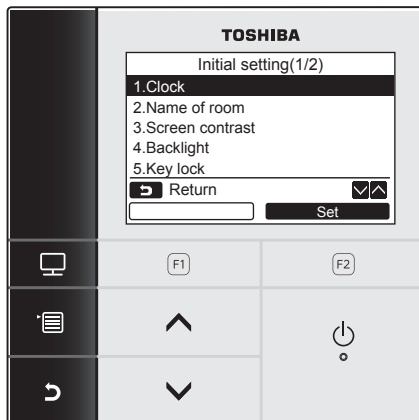 TOSHIBA
Initial setting(1/2)
1.Clock
2.Name of room
3.Screen contrast
4.Backlight
5.Key lock
Return
Set
F1 F2